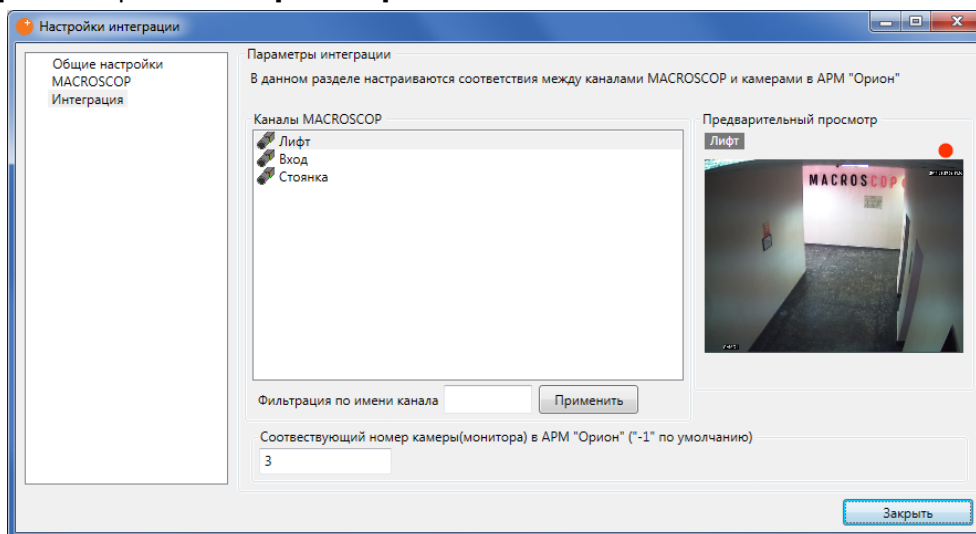 Настройки интеграции
Общие настройки
MACROSCOP
Интеграция
Параметры интеграции
В данном разделе настраиваются соответствия между каналами MACROSCOP и камерами в АРМ "Орион"
Каналы MACROSCOP
Лифт
Вход
Стоянка
Фильтрация по имени канала
Применить
Предварительный просмотр
Лифт
MACROSCOP
Соотвествующий номер камеры(монитора) в АРМ "Орион" ("-1" по умолчанию)
3
Закрыть